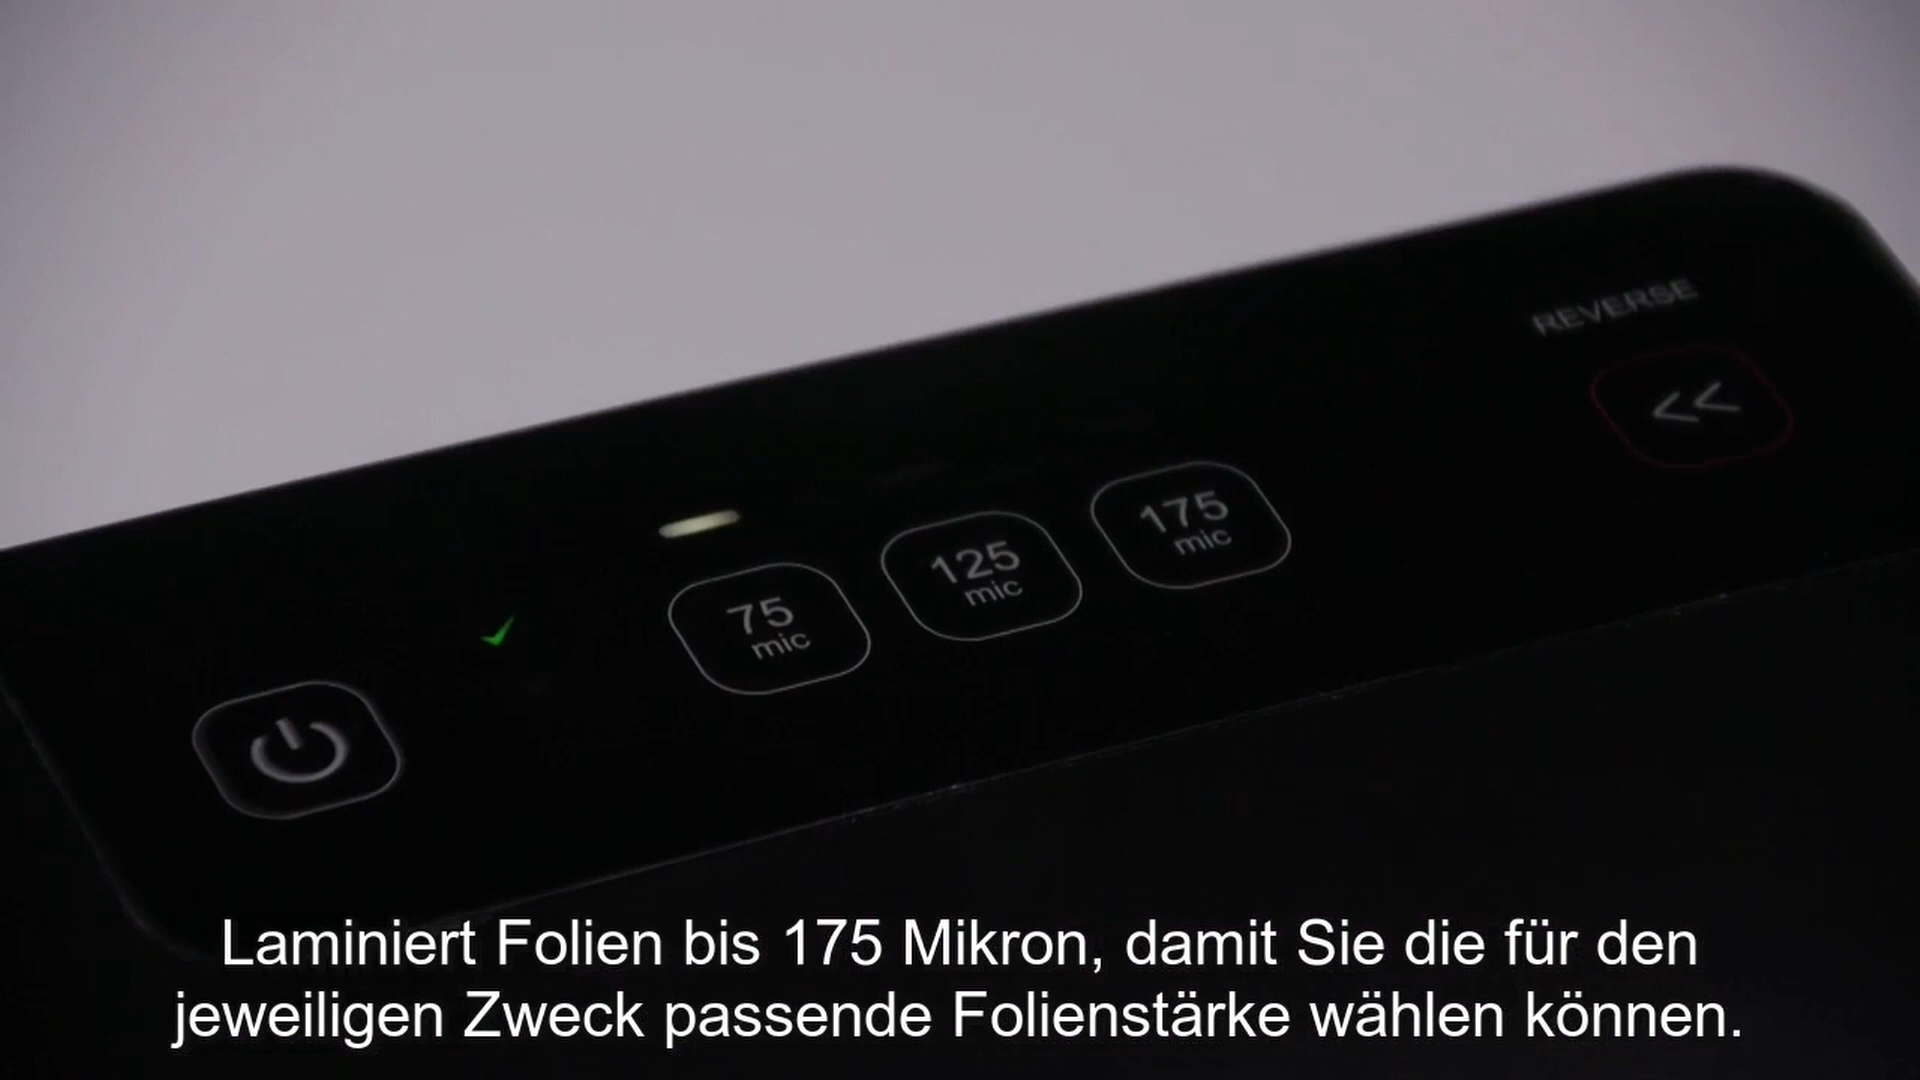 REVERSE
<<
175
mic
125
mic
75
mic
Laminiert Folien bis 175 Mikron, damit Sie die für den
jeweiligen Zweck passende Folienstärke wählen können.